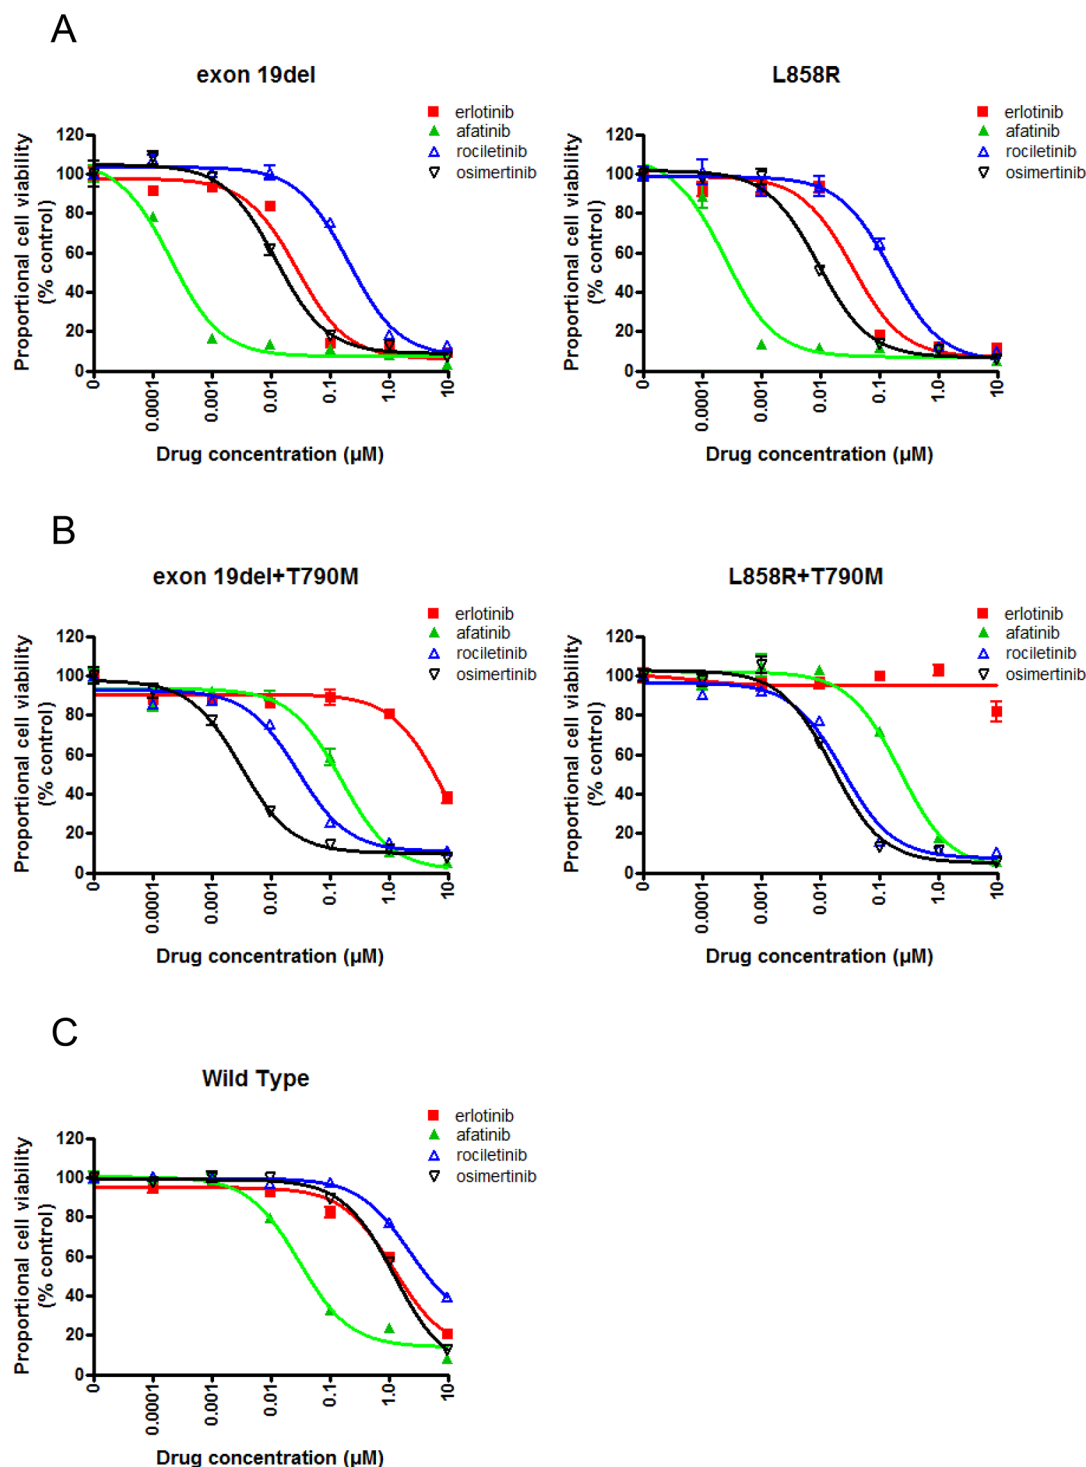 A
exon 19del
erlotinib
afatinib
rociletinib
osimertinib
Proportional cell viability
(% control)
120
100
80
60
40
20
0
0
0.0001
0.001
0.01
0.1
1.0
10
Drug concentration (µM)
L858R
erlotinib
afatinib
rociletinib
osimertinib
Proportional cell viability
(% control)
120
100
80
60
40
20
0
0
0.0001
0.001
0.01
0.1
1.0
10
Drug concentration (µM)
B
exon 19del+T790M
erlotinib
afatinib
rociletinib
osimertinib
Proportional cell viability
(% control)
120
100
80
60
40
20
0
0
0.0001
0.001
0.01
0.1
1.0
10
Drug concentration (µM)
L858R+T790M
erlotinib
afatinib
rociletinib
osimertinib
Proportional cell viability
(% control)
120
100
80
60
40
20
0
0
0.0001
0.001
0.01
0.1
1.0
10
Drug concentration (µM)
C
Wild Type
erlotinib
afatinib
rociletinib
osimertinib
Proportional cell viability
(% control)
120
100
80
60
40
20
0
0
0.0001
0.001
0.01
0.1
1.0
10
Drug concentration (µM)